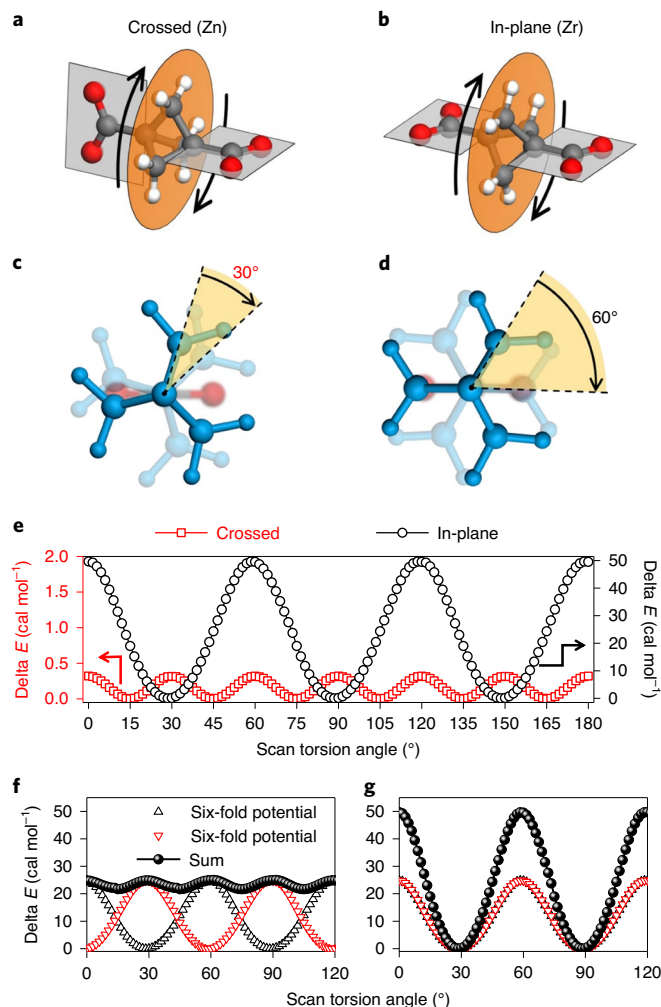 a Crossed (Zn)
b In-plane (Zr)
c 30°
d 60°
e
Crossed In-plane
Delta E (cal mol⁻¹)
2.0
1.5
1.0
0.5
0.0
50
40
30
20
10
0
Delta E (cal mol⁻¹)
0 15 30 45 60 75 90 105 120 135 150 165 180
Scan torsion angle (°)
f
Delta E (cal mol⁻¹)
50
40
30
20
10
0
Six-fold potential
Six-fold potential
Sum
0 30 60 90 120
Scan torsion angle (°)
g
50
40
30
20
10
0
0 30 60 90 120
Scan torsion angle (°)